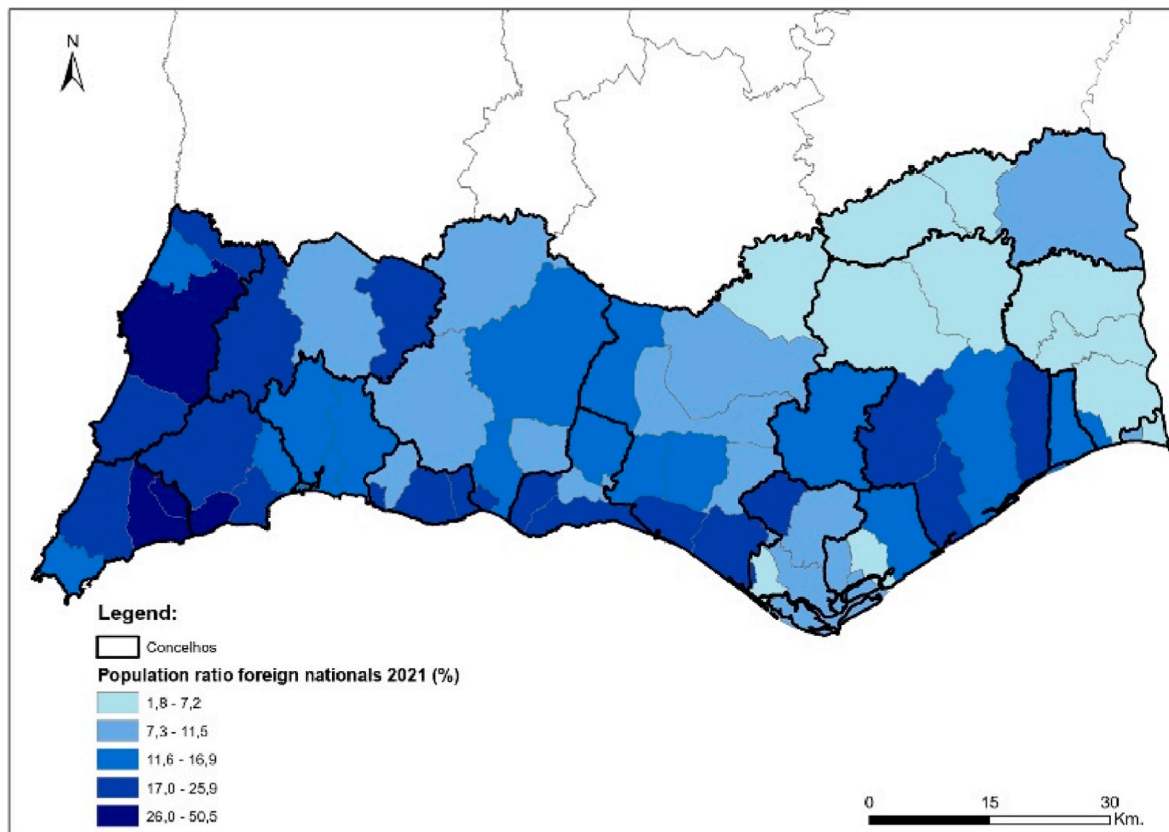 N
Legend:
Concelhos
Population ratio foreign nationals 2021 (%)
1,8 - 7,2
7,3 - 11,5
11,6 - 16,9
17,0 - 25,9
26,0 - 50,5
0 15 30
Km.